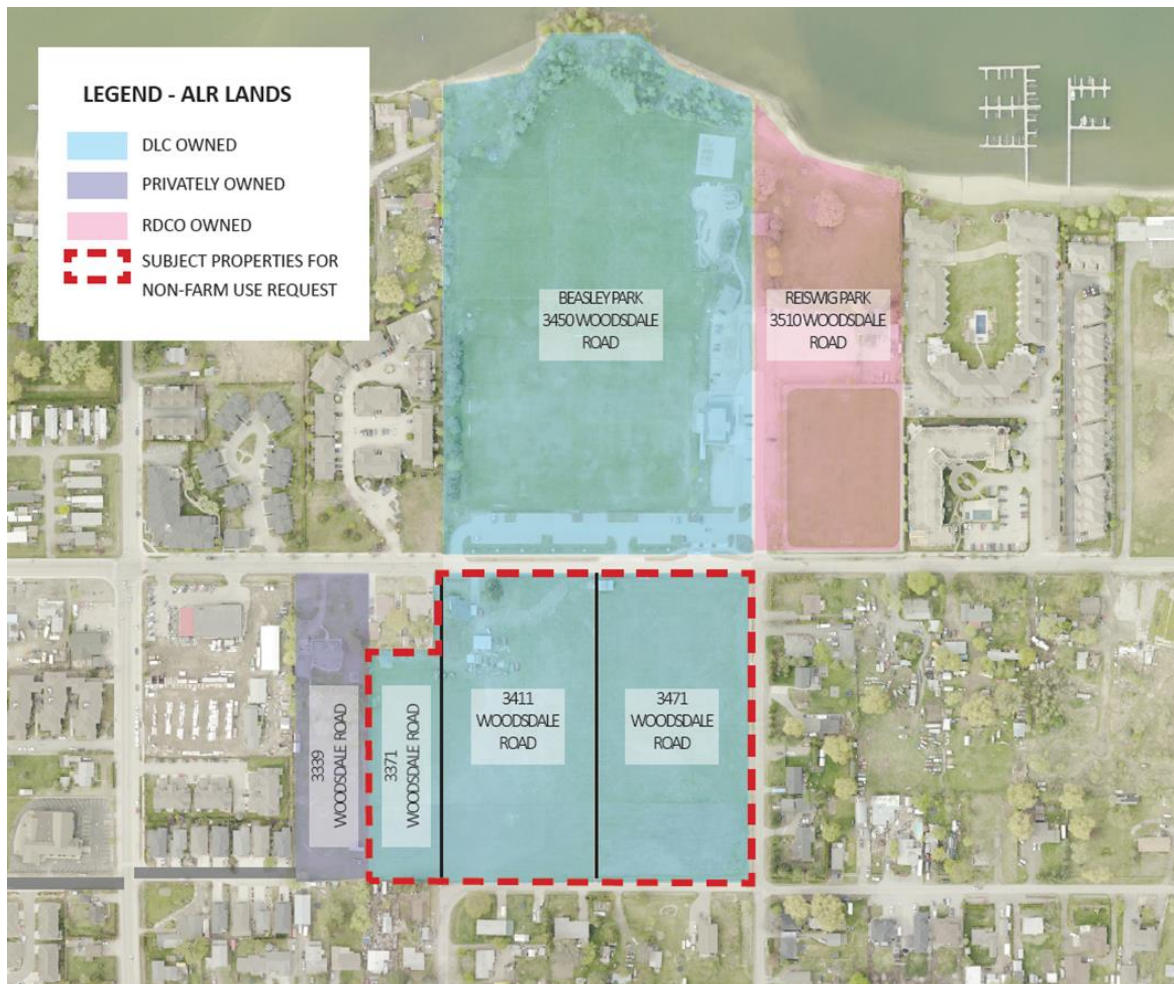 LEGEND - ALR LANDS
DLC OWNED
PRIVATELY OWNED
RDCO OWNED
SUBJECT PROPERTIES FOR
NON-FARM USE REQUEST
BEASLEY PARK
3450 WOODSDALE
ROAD
REISWIG PARK
3510 WOODSDALE
ROAD
3339
WOODSDALE ROAD
3371
WOODSDALE ROAD
3411
WOODSDALE
ROAD
3471
WOODSDALE
ROAD